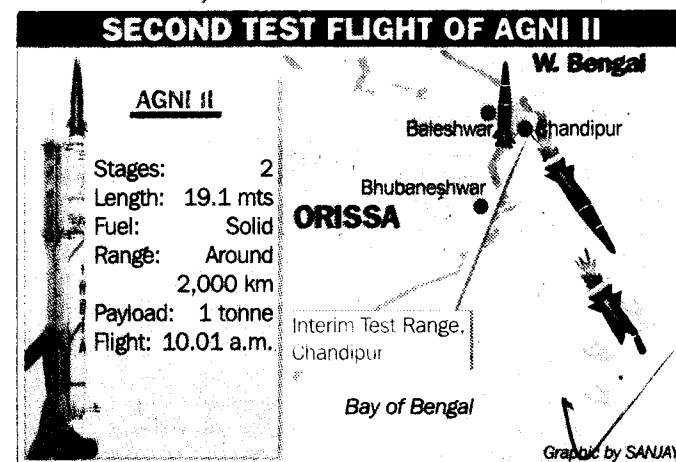 SECOND TEST FLIGHT OF AGNI II
AGNI II
Stages: 2
Length: 19.1 mts
Fuel: Solid
Range: Around
2,000 km
Payload: 1 tonne
Flight: 10.01 a.m.
W. Bengal
Baleshwar
Chandipur
Bhubaneshwar
ORISSA
Interim Test Range,
Chandipur
Bay of Bengal
Graphic by SANJAY